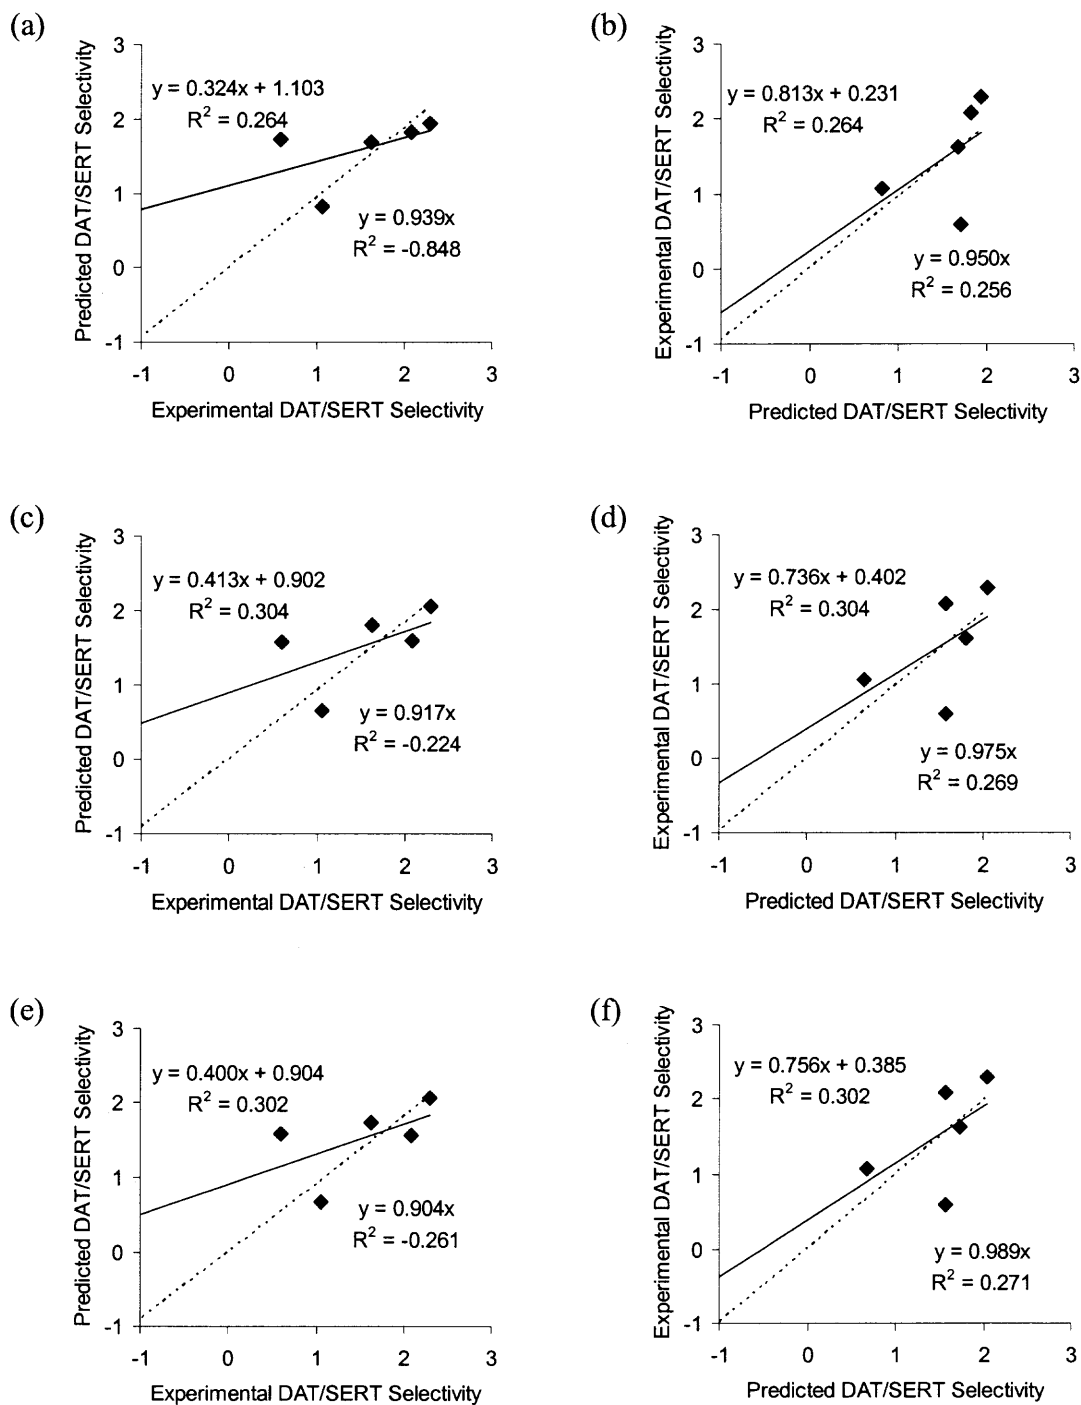 (a)
Predicted DAT/SERT Selectivity
3
2
1
0
-1
y = 0.324x + 1.103
R² = 0.264
y = 0.939x
R² = -0.848
-1 0 1 2 3
Experimental DAT/SERT Selectivity
(b)
Experimental DAT/SERT Selectivity
3
2
1
0
-1
y = 0.813x + 0.231
R² = 0.264
y = 0.950x
R² = 0.256
-1 0 1 2 3
Predicted DAT/SERT Selectivity
(c)
Predicted DAT/SERT Selectivity
3
2
1
0
-1
y = 0.413x + 0.902
R² = 0.304
y = 0.917x
R² = -0.224
-1 0 1 2 3
Experimental DAT/SERT Selectivity
(d)
Experimental DAT/SERT Selectivity
3
2
1
0
-1
y = 0.736x + 0.402
R² = 0.304
y = 0.975x
R² = 0.269
-1 0 1 2 3
Predicted DAT/SERT Selectivity
(e)
Predicted DAT/SERT Selectivity
3
2
1
0
-1
y = 0.400x + 0.904
R² = 0.302
y = 0.904x
R² = -0.261
-1 0 1 2 3
Experimental DAT/SERT Selectivity
(f)
Experimental DAT/SERT Selectivity
3
2
1
0
-1
y = 0.756x + 0.385
R² = 0.302
y = 0.989x
R² = 0.271
-1 0 1 2 3
Predicted DAT/SERT Selectivity